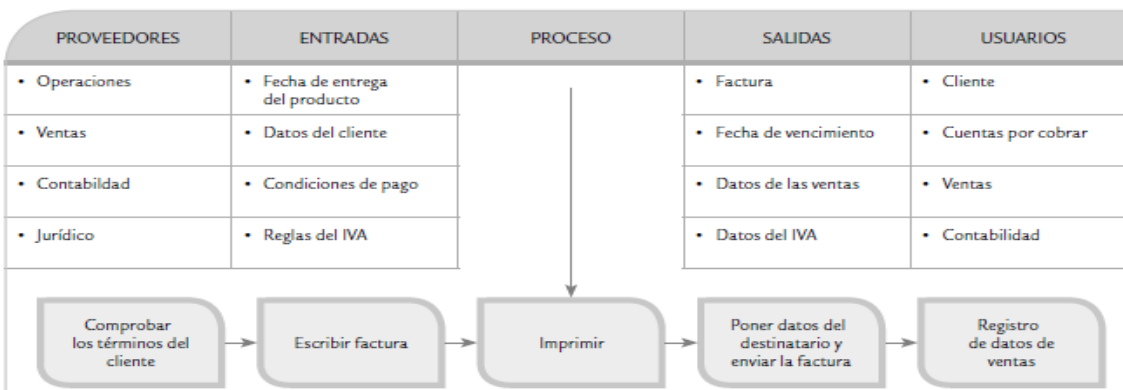 PROVEEDORES ENTRADAS PROCESO SALIDAS USUARIOS
• Operaciones
• Fecha de entrega
del producto
• Factura
• Cliente
• Ventas
• Datos del cliente
• Fecha de vencimiento
• Cuentas por cobrar
• Contabildad
• Condiciones de pago
• Datos de las ventas
• Ventas
• Jurídico
• Reglas del IVA
• Datos del IVA
• Contabilidad
Comprobar
los términos del
cliente
Escribir factura
Imprimir
Poner datos del
destinatario y
enviar la factura
Registro
de datos de
ventas